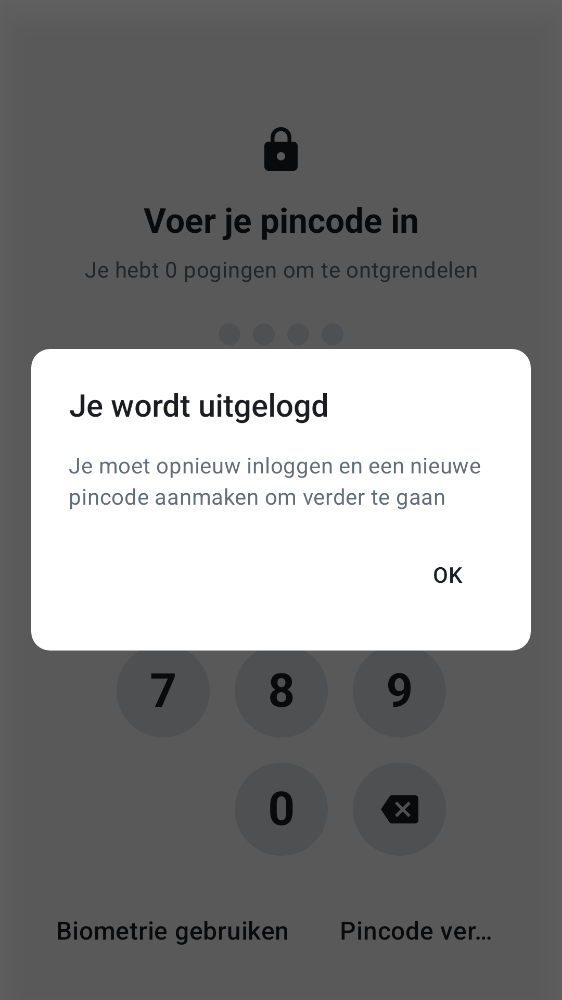 Voer je pincode in
Je hebt 0 pogingen om te ontgrendelen
Je wordt uitgelogd
Je moet opnieuw inloggen en een nieuwe
pincode aanmaken om verder te gaan
OK
7 8 9
0
Biometrie gebruiken Pincode ver...